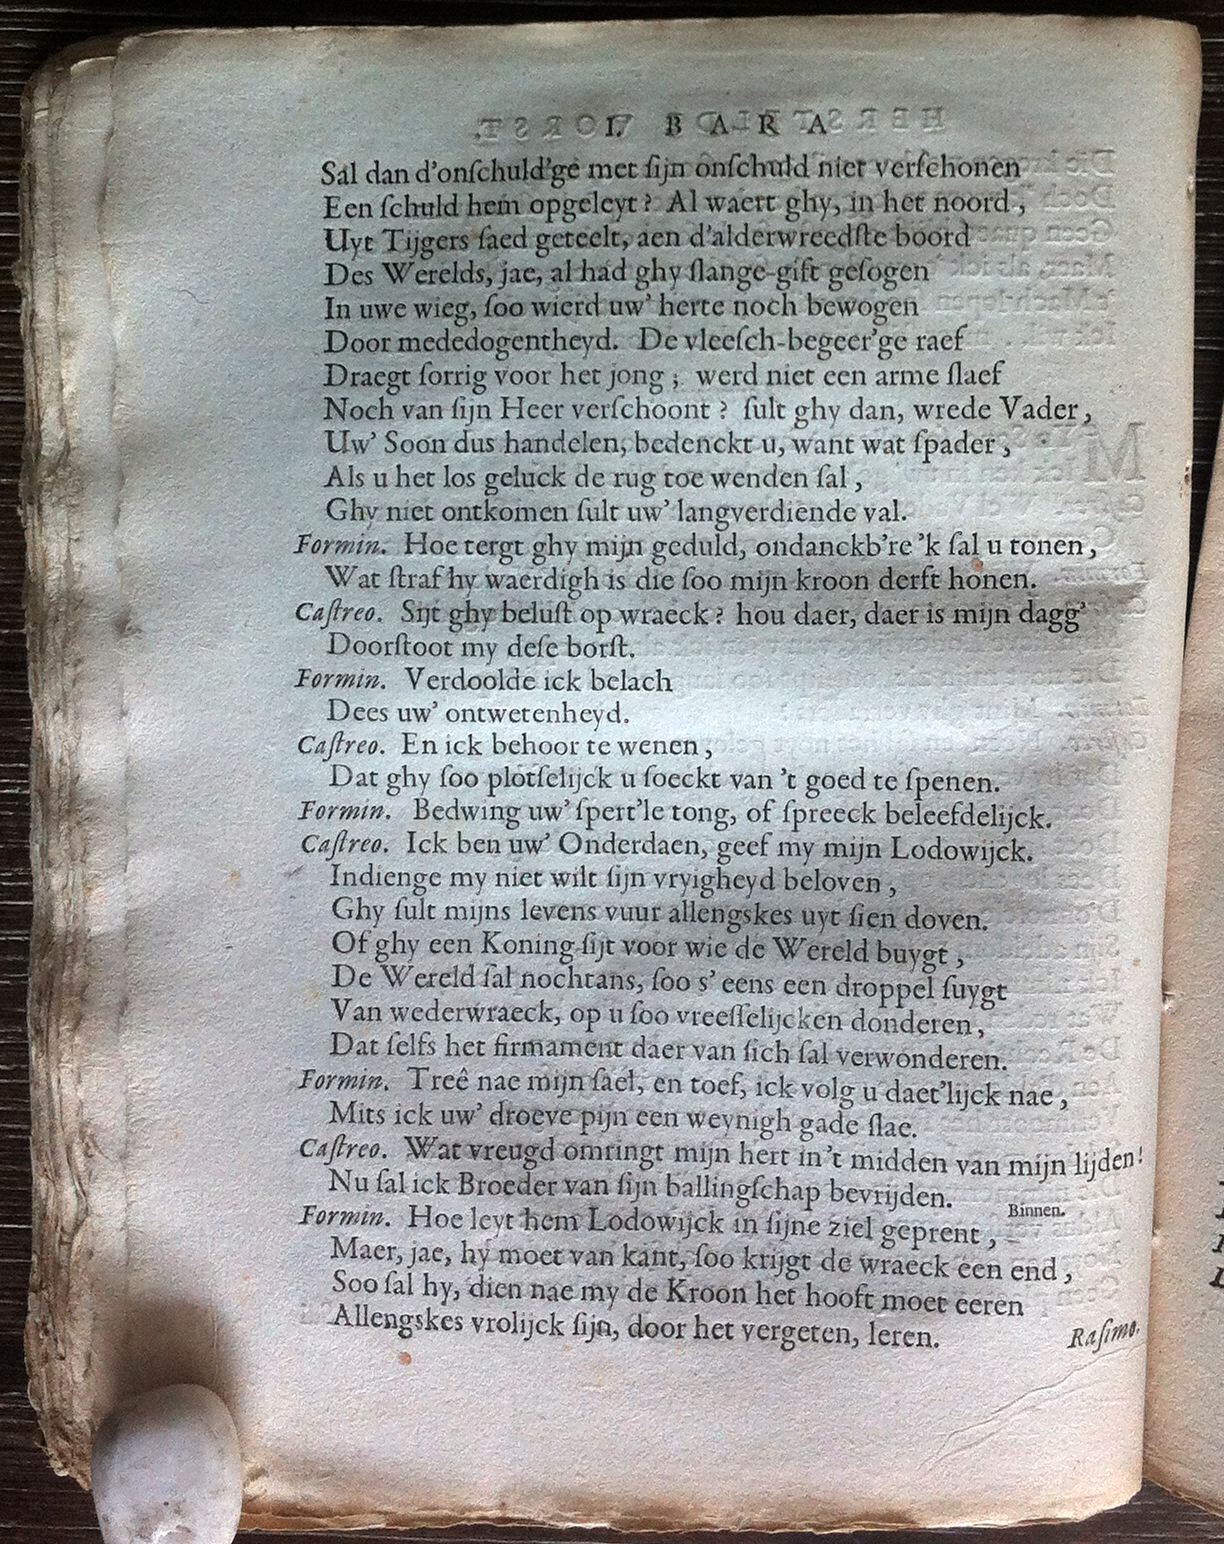 I. BARA
Sal dan d'onſchuld'ge met ſijn onſchuld niet verſchonen
Een ſchuld hem opgeleyt? Al waert ghy, in het noord,
Uyt Tijgers ſaed geteelt, aen d'alderwreedſte boord
Des Werelds, jae, al had ghy ſlange-gift geſogen
In uwe wieg, ſoo wierd uw' herte noch bewogen
Door mededogentheyd. De vleeſch-begeer'ge raef
Draegt ſorrig voor het jong; werd niet een arme ſlaef
Noch van ſijn Heer verſchoont? ſult ghy dan, wrede Vader,
Uw' Soon dus handelen, bedenckt u, want wat ſpader,
Als u het los geluck de rug toe wenden ſal,
Ghy niet ontkomen ſult uw' langverdiende val.
Formin. Hoe tergt ghy mijn geduld, ondanckb're 'k ſal u tonen,
Wat ſtraf hy waerdigh is die ſoo mijn kroon derft honen.
Caſtreo. Sijt ghy beluſt op wraeck? hou daer, daer is mijn dagg'
Doorſtoot my deſe borſt.
Formin. Verdoolde ick belach
Dees uw' ontwetenheyd.
Caſtreo. En ick behoor te wenen,
Dat ghy ſoo plotſelijck u ſoeckt van 't goed te ſpenen.
Formin. Bedwing uw' ſpert'le tong, of ſpreeck beleefdelijck.
Caſtreo. Ick ben uw' Onderdaen, geef my mijn Lodowijck.
Indienge my niet wilt ſijn vryigheyd beloven,
Ghy ſult mijns levens vuur allengskes uyt ſien doven.
Of ghy een Koning ſijt voor wie de Wereld buygt,
De Wereld ſal nochtans, ſoo s' eens een droppel ſuygt
Van wederwraeck, op u ſoo vreeſſelijcken donderen,
Dat ſelfs het firmament daer van ſich ſal verwonderen.
Formin. Treê nae mijn ſael, en toef, ick volg u daet'lijck nae,
Mits ick uw' droeve pijn een weynigh gade ſlae.
Caſtreo. Wat vreugd omringt mijn hert in 't midden van mijn lijden!
Nu ſal ick Broeder van ſijn ballingſchap bevrijden.
Binnen.
Formin. Hoe leyt hem Lodowijck in ſijne ziel geprent,
Maer, jae, hy moet van kant, ſoo krijgt de wraeck een end,
Soo ſal hy, dien nae my de Kroon het hooft moet eeren
Allengskes vrolijck ſijn, door het vergeten, leren.
Raſimo.